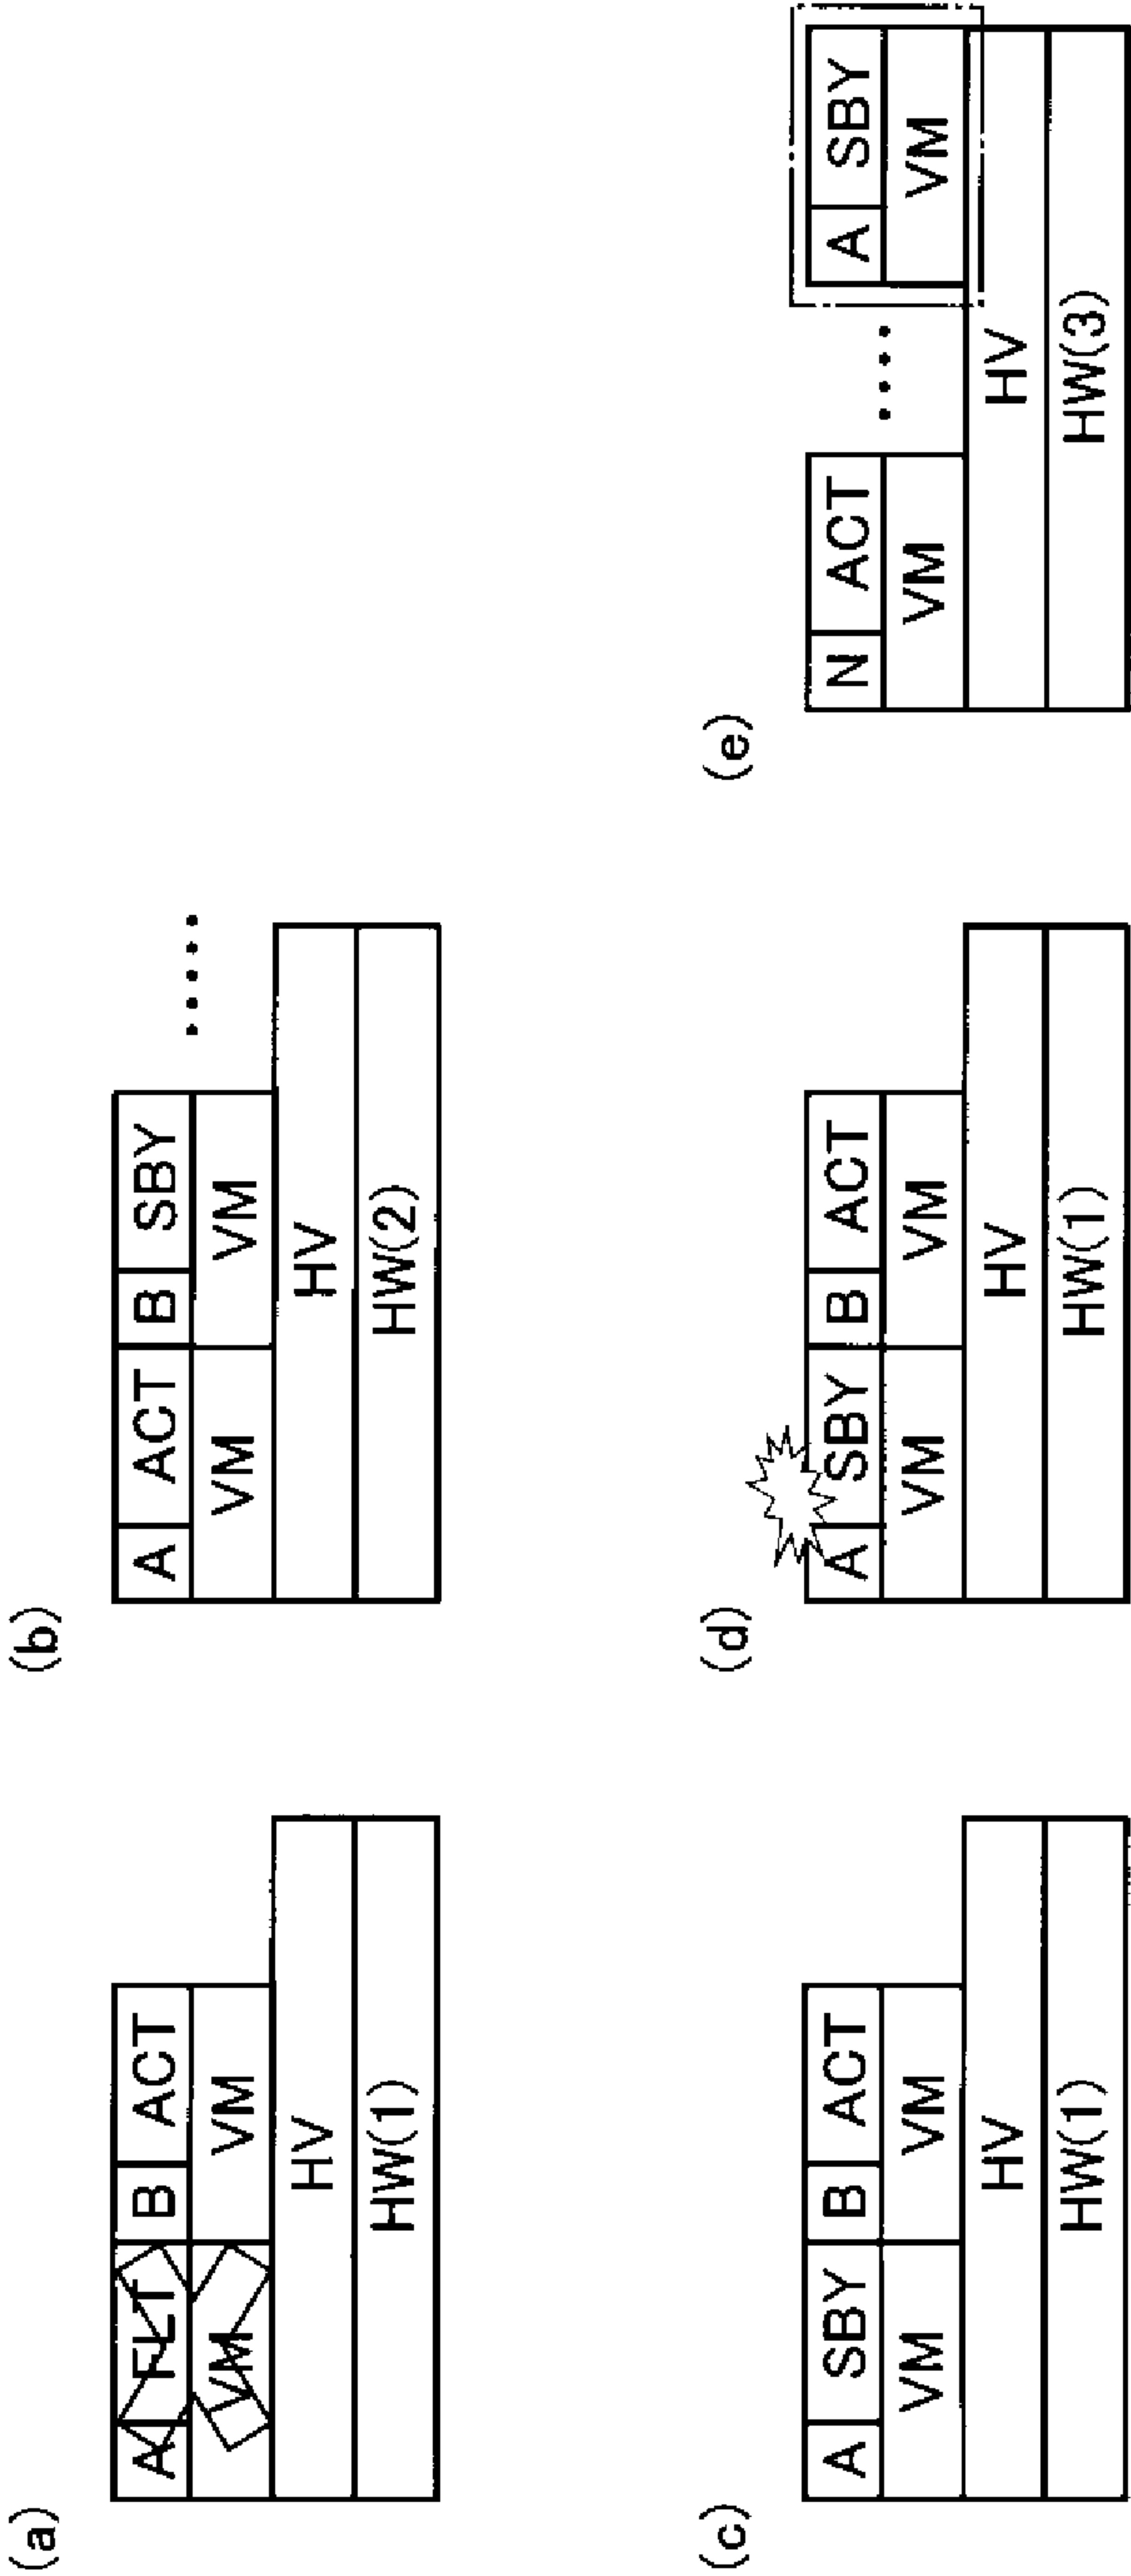 (a)
A FLT B ACT
VM VM
HV
HW(1)
(b)
A ACT B SBY
VM VM
HV
HW(2)
(c)
A SBY B ACT
VM VM
HV
HW(1)
(d)
A SBY B ACT
VM VM
HV
HW(1)
(e)
N ACT A SBY
VM VM
HV
HW(3)